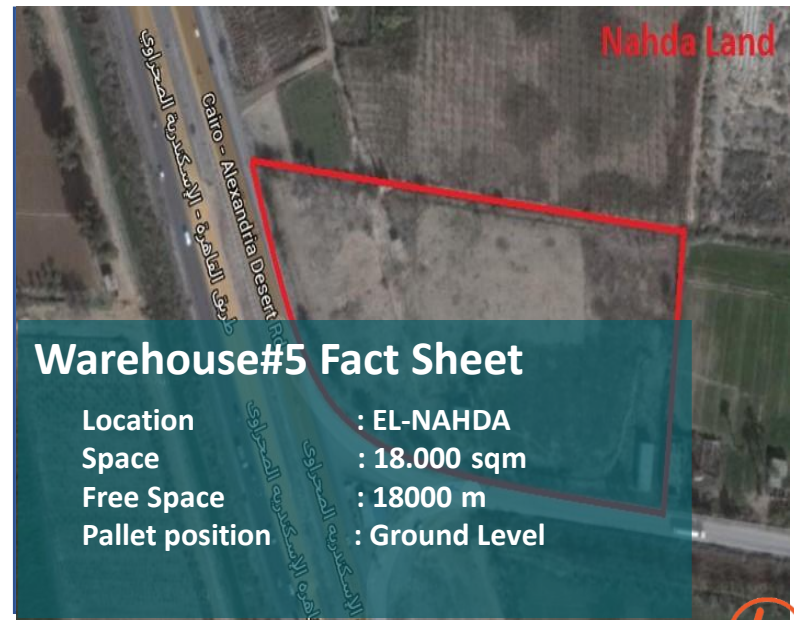 Nahda Land
طريق القاهرة - الإسكندرية الصحراوي
Cairo - Alexandria Desert Rd
Warehouse#5 Fact Sheet
Location : EL-NAHDA
Space : 18.000 sqm
Free Space : 18000 m
Pallet position : Ground Level